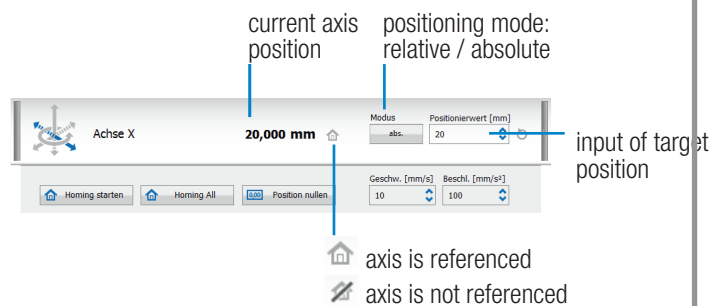 current axis
position
positioning mode:
relative / absolute
Modus
Positionierwert [mm]
Achse X
20,000 mm
abs.
20
input of target
position
Geschw. [mm/s]
Beschl. [mm/s²]
Homing starten
Homing All
0,00
Position nullen
10
100
axis is referenced
axis is not referenced